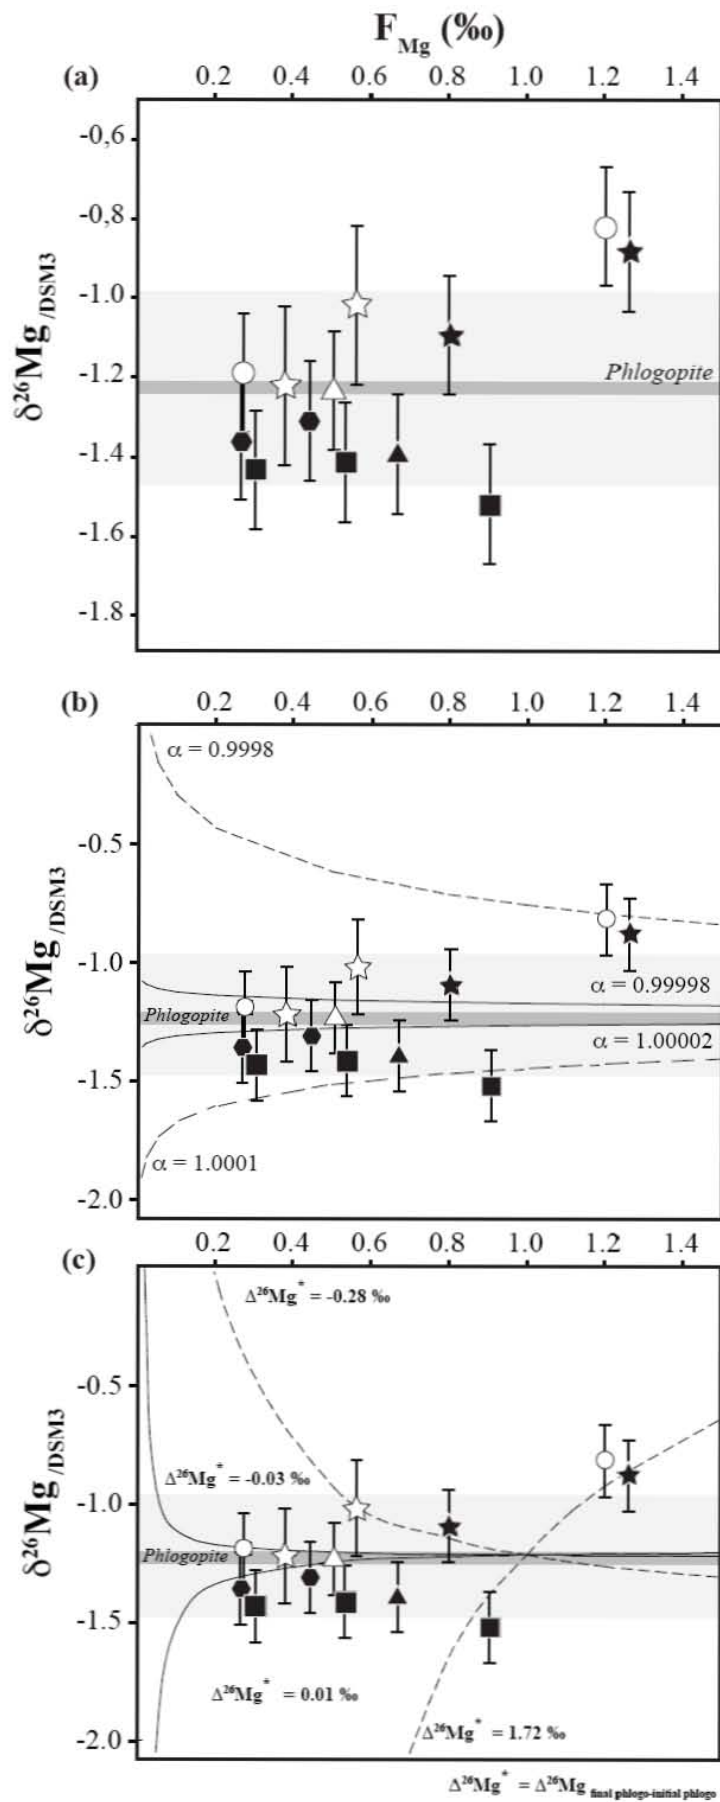 F Mg (‰)
(a) 0.2 0.4 0.6 0.8 1.0 1.2 1.4
-0,6
-0,8
-1.0
-1.2
-1.4
-1.6
-1.8
δ26Mg /DSM3
Phlogopite
(b) 0.2 0.4 0.6 0.8 1.0 1.2 1.4
α = 0.9998
-0.5
-1.0
-1.5
-2.0
δ26Mg /DSM3
α = 0.99998
Phlogopite
α = 1.00002
α = 1.0001
(c) 0.2 0.4 0.6 0.8 1.0 1.2 1.4
Δ26Mg* = -0.28 ‰
-0.5
-1.0
-1.5
-2.0
δ26Mg /DSM3
Δ26Mg* = -0.03 ‰
Phlogopite
Δ26Mg* = 0.01 ‰
Δ26Mg* = 1.72 ‰
Δ26Mg* = Δ26Mg final phlogo-initial phlogo